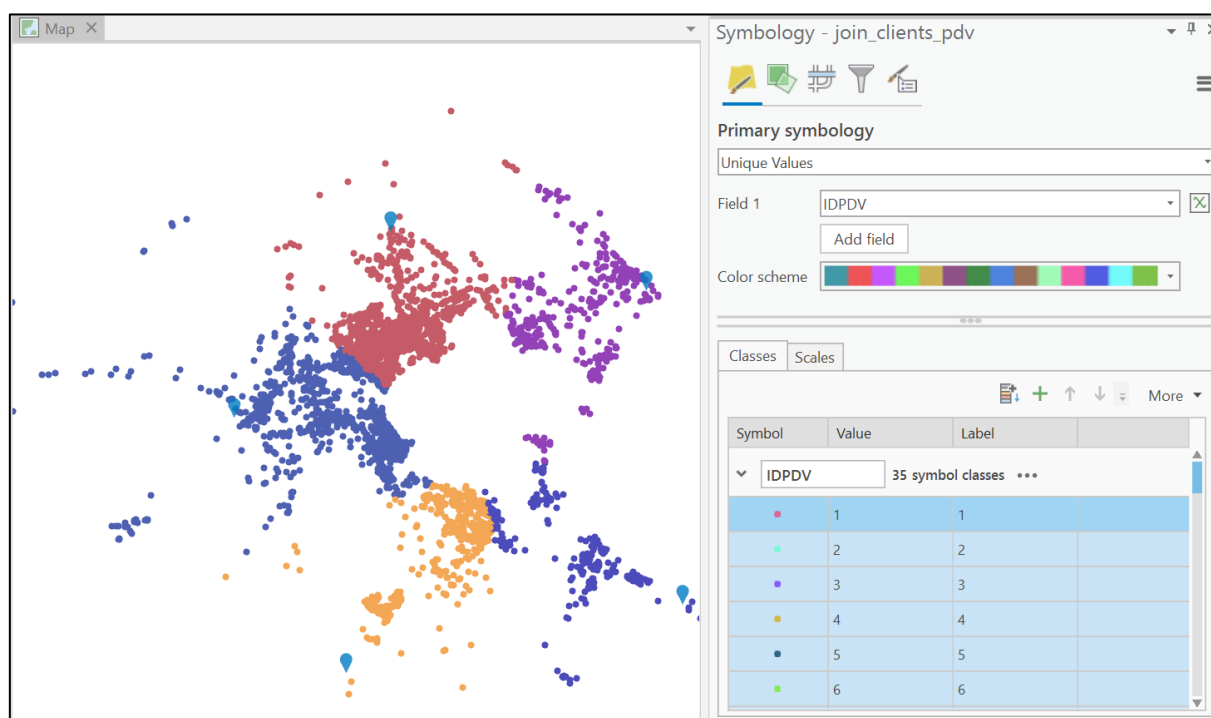 Map
Symbology - join_clients_pdv
Primary symbology
Unique Values
Field 1 IDPDV
Add field
Color scheme
Classes Scales
More
Symbol Value Label
IDPDV 35 symbol classes
1 1
2 2
3 3
4 4
5 5
6 6